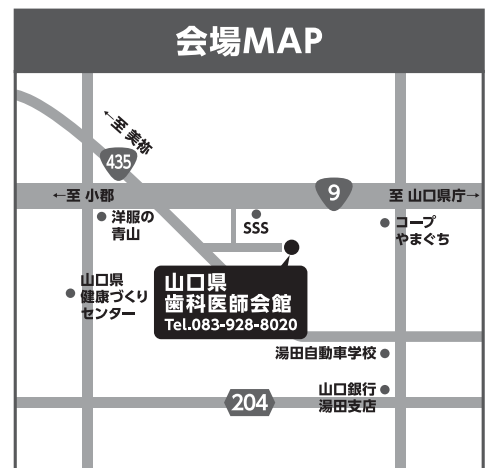 会場MAP
←至 美祢
435
←至 小郡
9
至 山口県庁→
洋服の
青山
SSS
コープ
やまぐち
山口県
健康づくり
センター
山口県
歯科医師会館
Tel.083-928-8020
湯田自動車学校
山口銀行
湯田支店
204